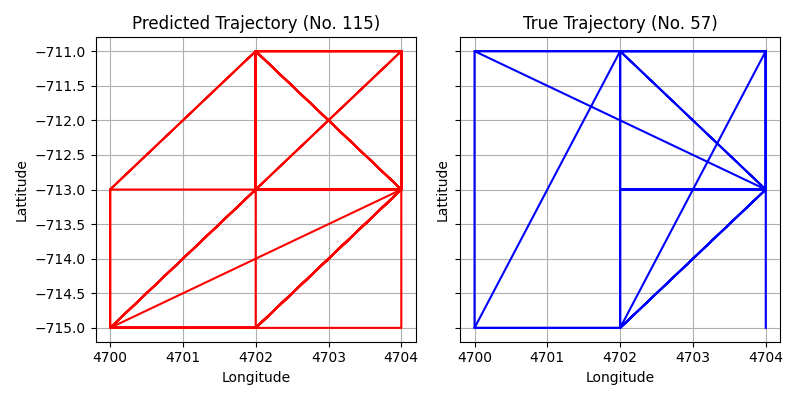 Predicted Trajectory (No. 115)
True Trajectory (No. 57)
Lattitude
−711.0
−711.5
−712.0
−712.5
−713.0
−713.5
−714.0
−714.5
−715.0
4700 4701 4702 4703 4704
Longitude
Lattitude
4700 4701 4702 4703 4704
Longitude